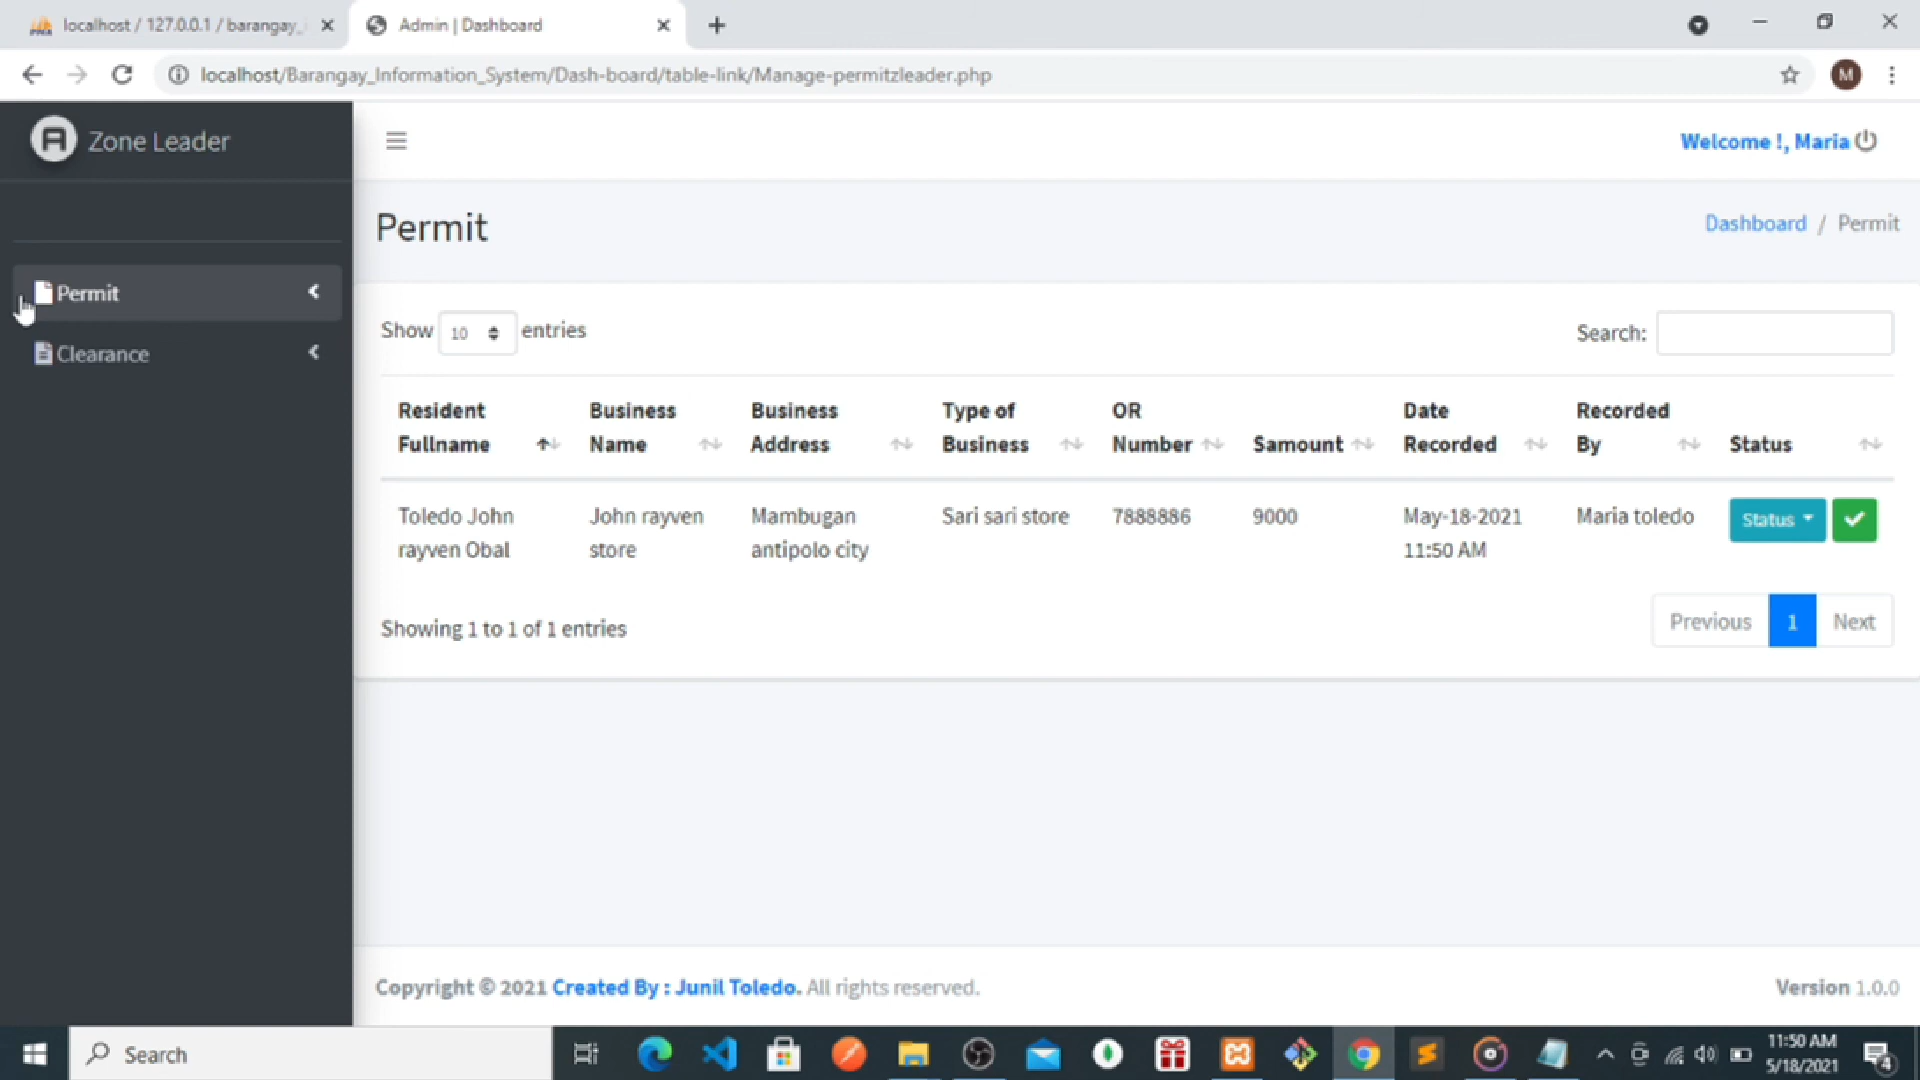 localhost / 127.0.0.1 / barangay_
Admin | Dashboard
localhost/Barangay_Information_System/Dash-board/table-link/Manage-permitzleader.php
M
Zone Leader
Welcome !, Maria
Permit
Dashboard / Permit
Permit
Clearance
Show 10 entries
Search:
Resident Fullname
Business Name
Business Address
Type of Business
OR Number
Samount
Date Recorded
Recorded By
Status
Toledo John rayven Obal
John rayven store
Mambugan antipolo city
Sari sari store
7888886
9000
May-18-2021 11:50 AM
Maria toledo
Status
Showing 1 to 1 of 1 entries
Previous 1 Next
Copyright © 2021 Created By : Junil Toledo. All rights reserved.
Version 1.0.0
Search
11:50 AM
5/18/2021
4